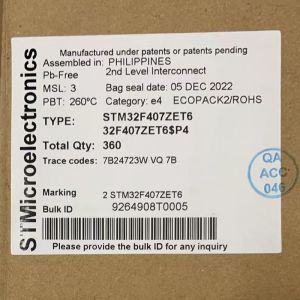 STMicroelectronics
Manufactured under patents or patents pending
Assembled in: PHILIPPINES
Pb-Free 2nd Level Interconnect
MSL: 3 Bag seal date: 05 DEC 2022
PBT: 260°C Category: e4 ECOPACK2/ROHS
TYPE: STM32F407ZET6
32F407ZET6$P4
Total Qty: 360
Trace codes: 7B24723W VQ 7B
Marking 2 STM32F407ZET6
Bulk ID 9264908T0005
Please provide the bulk ID for any inquiry
QA
ACC
046